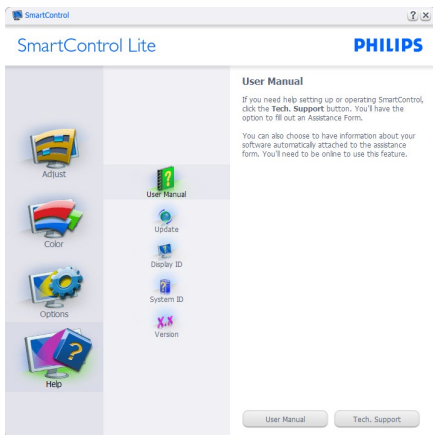 SmartControl
SmartControl Lite
PHILIPS
Adjust
Color
Options
Help
User Manual
Update
Display ID
System ID
X.X
Version
User Manual
If you need help setting up or operating SmartControl,
click the Tech. Support button. You'll have the
option to fill out an Assistance Form.
You can also choose to have information about your
software automatically attached to the assistance
form. You'll need to be online to use this feature.
User Manual
Tech. Support